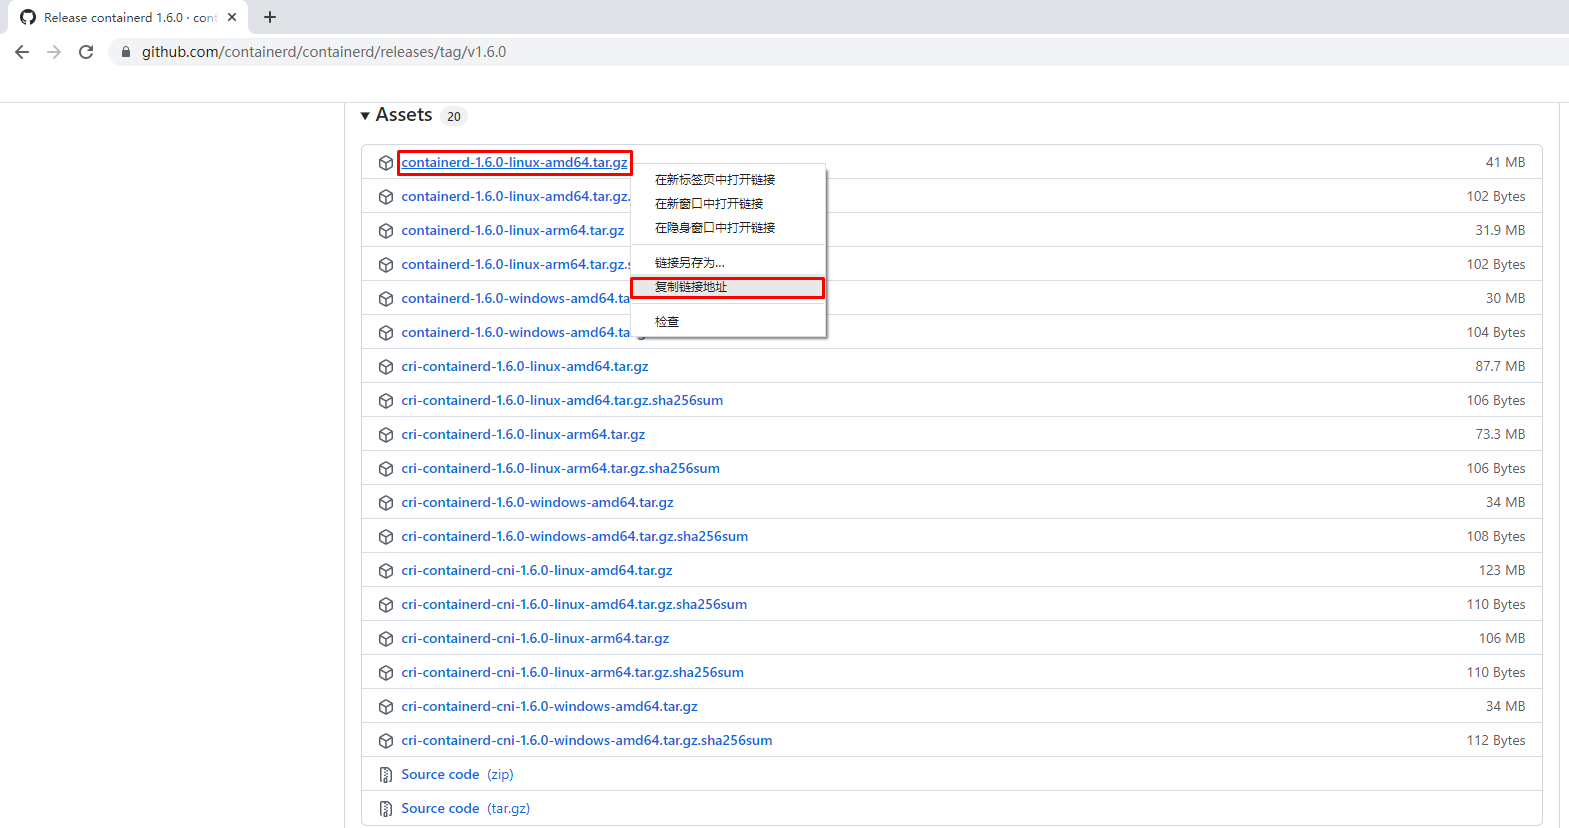 Release containerd 1.6.0 · cont
github.com/containerd/containerd/releases/tag/v1.6.0
Assets 20
containerd-1.6.0-linux-amd64.tar.gz 41 MB
containerd-1.6.0-linux-amd64.tar.gz. 102 Bytes
containerd-1.6.0-linux-arm64.tar.gz 31.9 MB
containerd-1.6.0-linux-arm64.tar.gz.s 102 Bytes
containerd-1.6.0-windows-amd64.ta 30 MB
containerd-1.6.0-windows-amd64.ta 104 Bytes
在新标签页中打开链接
在新窗口中打开链接
在隐身窗口中打开链接
链接另存为...
复制链接地址
检查
cri-containerd-1.6.0-linux-amd64.tar.gz 87.7 MB
cri-containerd-1.6.0-linux-amd64.tar.gz.sha256sum 106 Bytes
cri-containerd-1.6.0-linux-arm64.tar.gz 73.3 MB
cri-containerd-1.6.0-linux-arm64.tar.gz.sha256sum 106 Bytes
cri-containerd-1.6.0-windows-amd64.tar.gz 34 MB
cri-containerd-1.6.0-windows-amd64.tar.gz.sha256sum 108 Bytes
cri-containerd-cni-1.6.0-linux-amd64.tar.gz 123 MB
cri-containerd-cni-1.6.0-linux-amd64.tar.gz.sha256sum 110 Bytes
cri-containerd-cni-1.6.0-linux-arm64.tar.gz 106 MB
cri-containerd-cni-1.6.0-linux-arm64.tar.gz.sha256sum 110 Bytes
cri-containerd-cni-1.6.0-windows-amd64.tar.gz 34 MB
cri-containerd-cni-1.6.0-windows-amd64.tar.gz.sha256sum 112 Bytes
Source code (zip)
Source code (tar.gz)